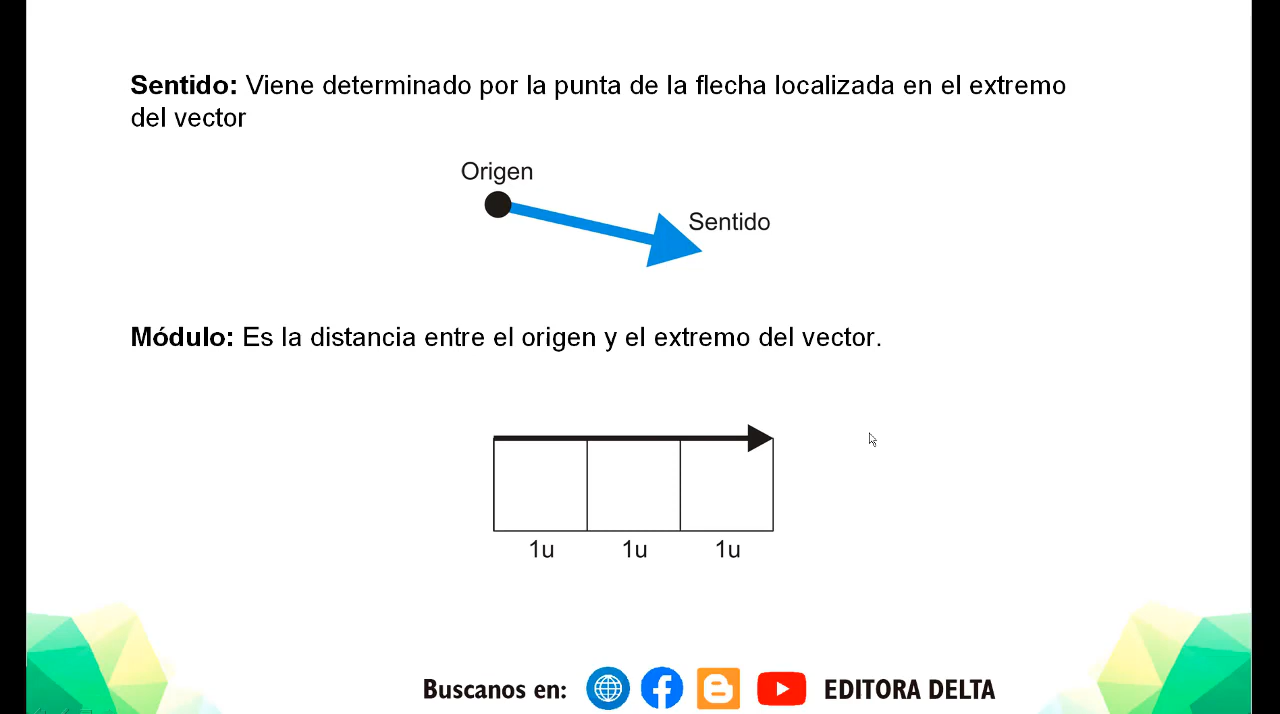 Sentido: Viene determinado por la punta de la flecha localizada en el extremo
del vector
Origen
Sentido
Módulo: Es la distancia entre el origen y el extremo del vector.
1u 1u 1u
Buscanos en: EDITORA DELTA